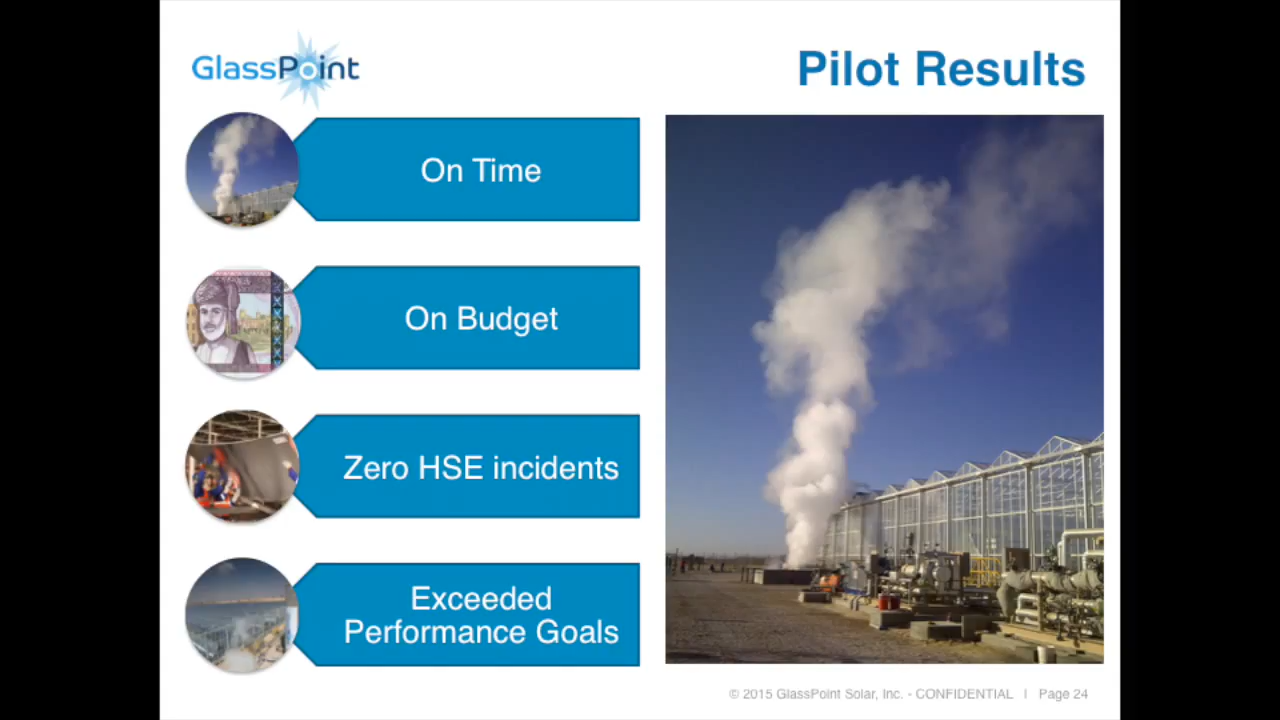 GlassPoint
Pilot Results
On Time
On Budget
Zero HSE incidents
Exceeded
Performance Goals
© 2015 GlassPoint Solar, Inc. - CONFIDENTIAL | Page 24